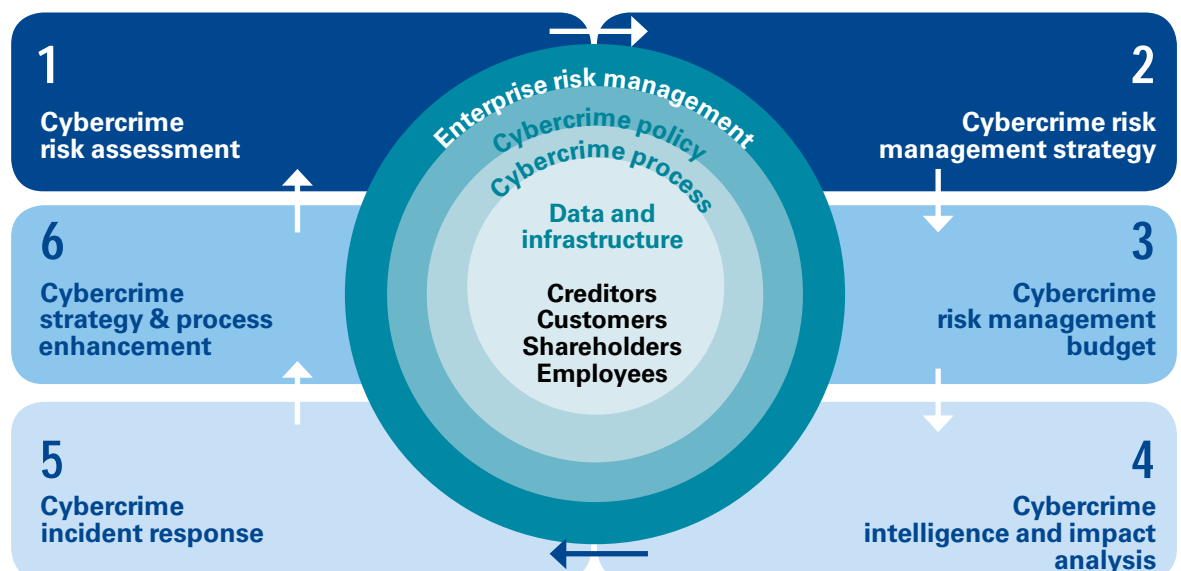 1
Cybercrime
risk assessment
2
Cybercrime risk
management strategy
Enterprise risk management
Cybercrime policy
Cybercrime process
Data and
infrastructure
Creditors
Customers
Shareholders
Employees
6
Cybercrime
strategy & process
enhancement
3
Cybercrime
risk management
budget
5
Cybercrime
incident response
4
Cybercrime
intelligence and impact
analysis